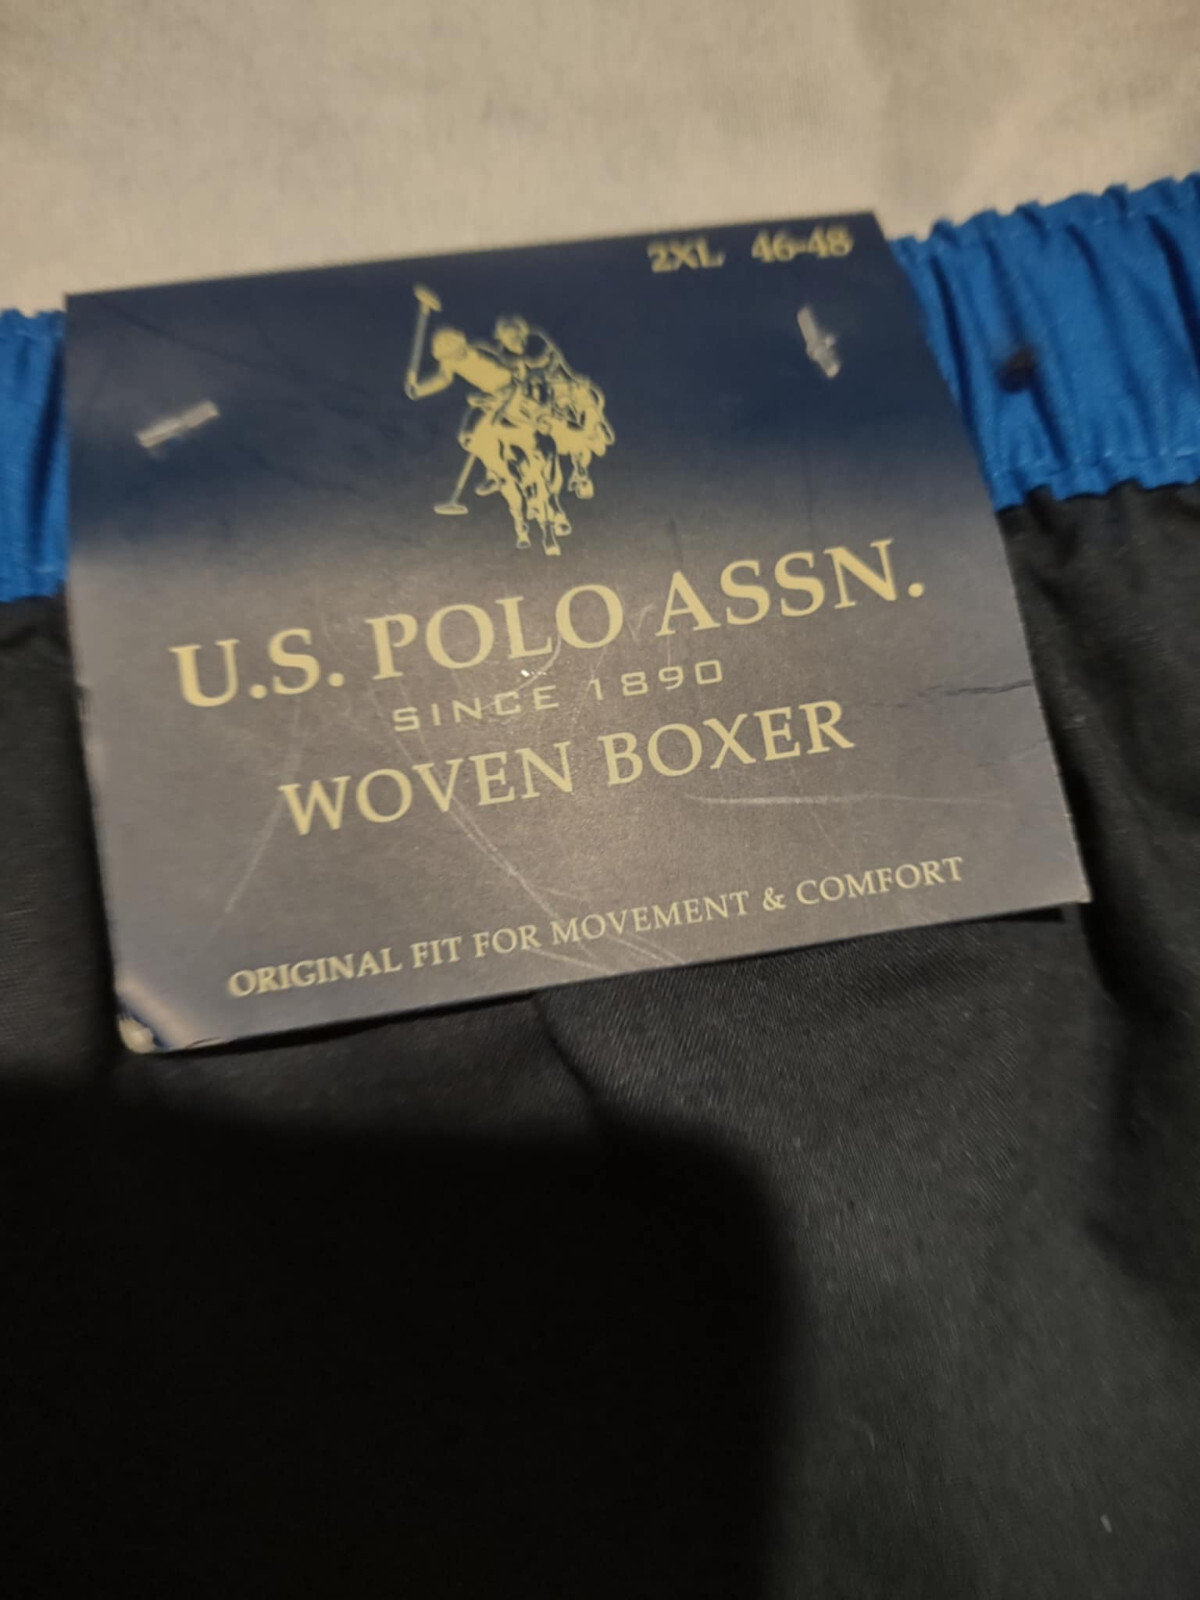 2XL 46-48
U.S. POLO ASSN.
SINCE 1890
WOVEN BOXER
ORIGINAL FIT FOR MOVEMENT & COMFORT